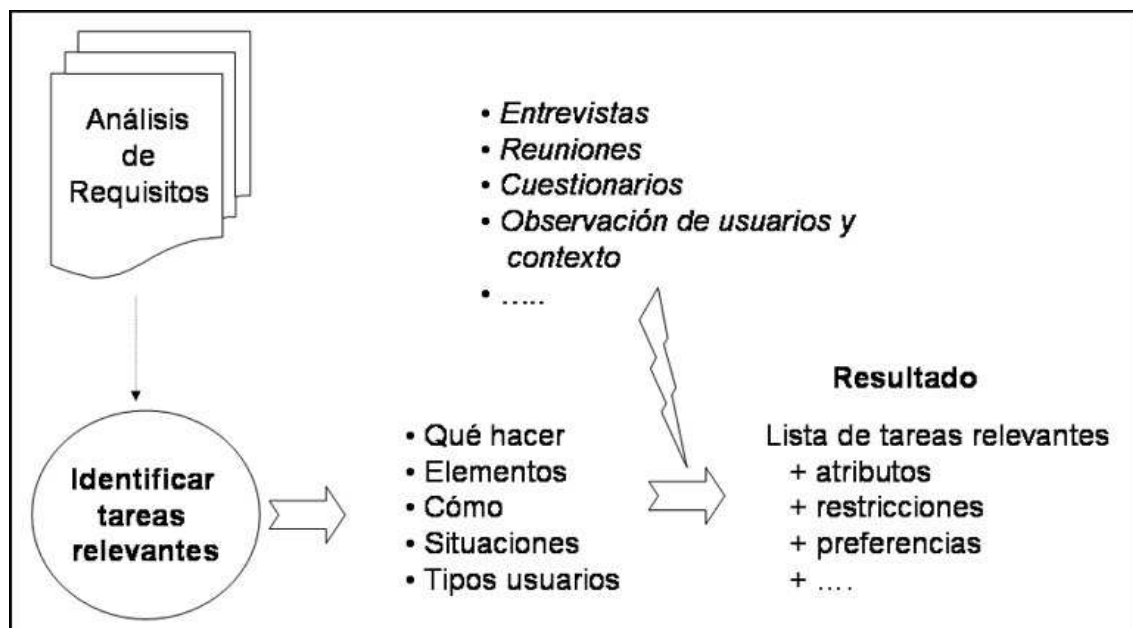 Análisis
de
Requisitos
• Entrevistas
• Reuniones
• Cuestionarios
• Observación de usuarios y
contexto
• .....
Identificar
tareas
relevantes
• Qué hacer
• Elementos
• Cómo
• Situaciones
• Tipos usuarios
Resultado
Lista de tareas relevantes
+ atributos
+ restricciones
+ preferencias
+ ....